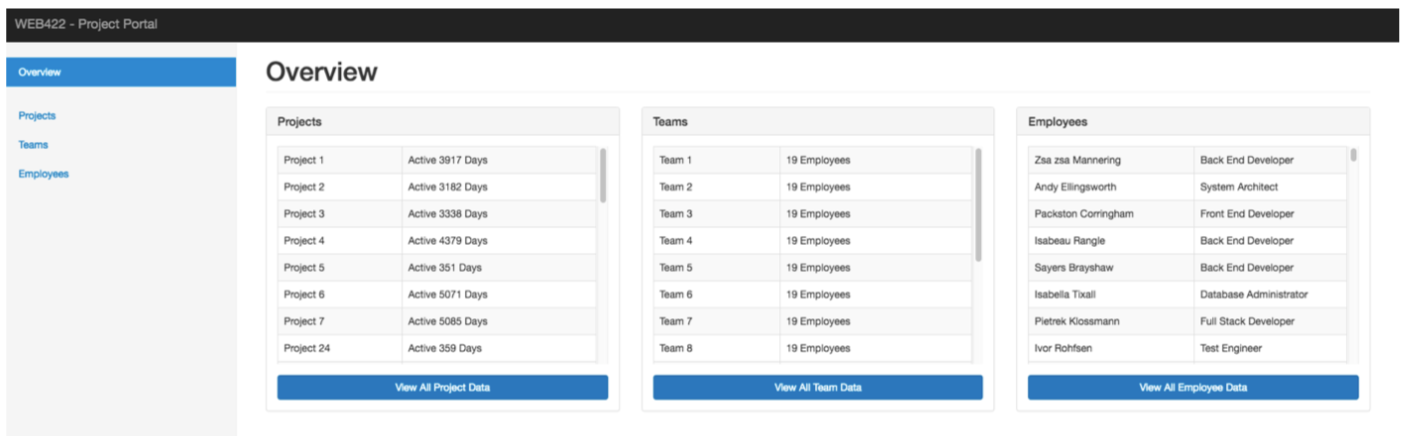 WEB422 - Project Portal
Overview
Projects
Teams
Employees
Overview
Projects
Project 1 Active 3917 Days
Project 2 Active 3182 Days
Project 3 Active 3338 Days
Project 4 Active 4379 Days
Project 5 Active 351 Days
Project 6 Active 5071 Days
Project 7 Active 5085 Days
Project 24 Active 359 Days
View All Project Data
Teams
Team 1 19 Employees
Team 2 19 Employees
Team 3 19 Employees
Team 4 19 Employees
Team 5 19 Employees
Team 6 19 Employees
Team 7 19 Employees
Team 8 19 Employees
View All Team Data
Employees
Zsa zsa Mannering Back End Developer
Andy Ellingsworth System Architect
Packston Corringham Front End Developer
Isabeau Rangle Back End Developer
Sayers Brayshaw Back End Developer
Isabella Tixall Database Administrator
Pietrek Klossmann Full Stack Developer
Ivor Rohfsen Test Engineer
View All Employee Data